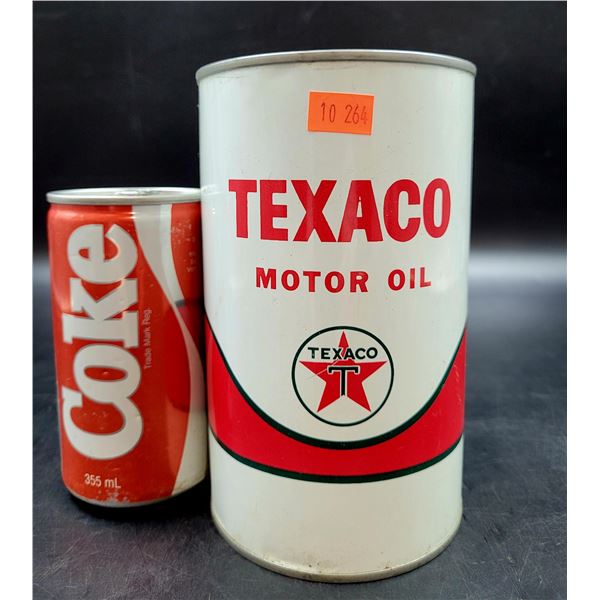 10 264
TEXACO
MOTOR OIL
TEXACO
T
Coke
Trade Mark Reg.
355 mL